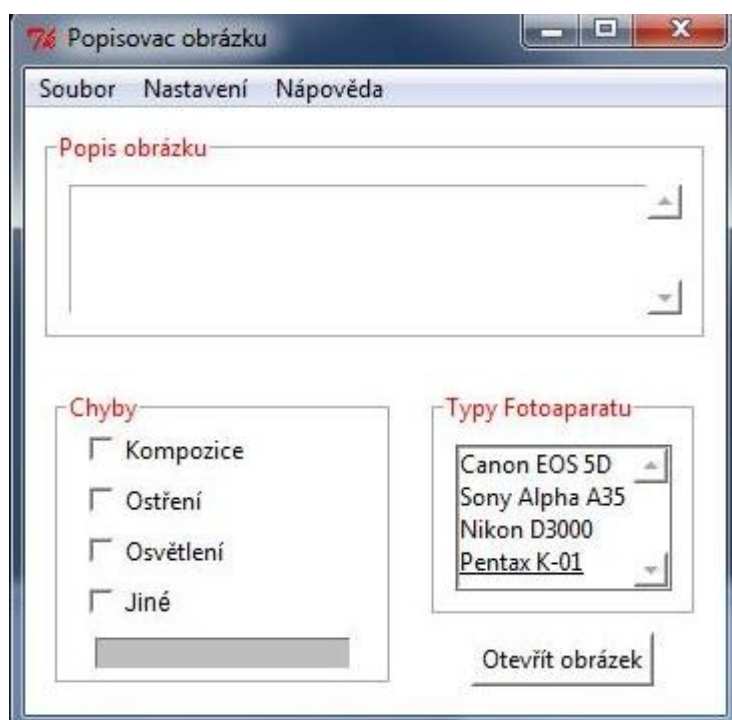 Popisovac obrázku
Soubor Nastavení Nápověda
Popis obrázku
Chyby
Kompozice
Ostření
Osvětlení
Jiné
Typy Fotoaparatu
Canon EOS 5D
Sony Alpha A35
Nikon D3000
Pentax K-01
Otevřít obrázek